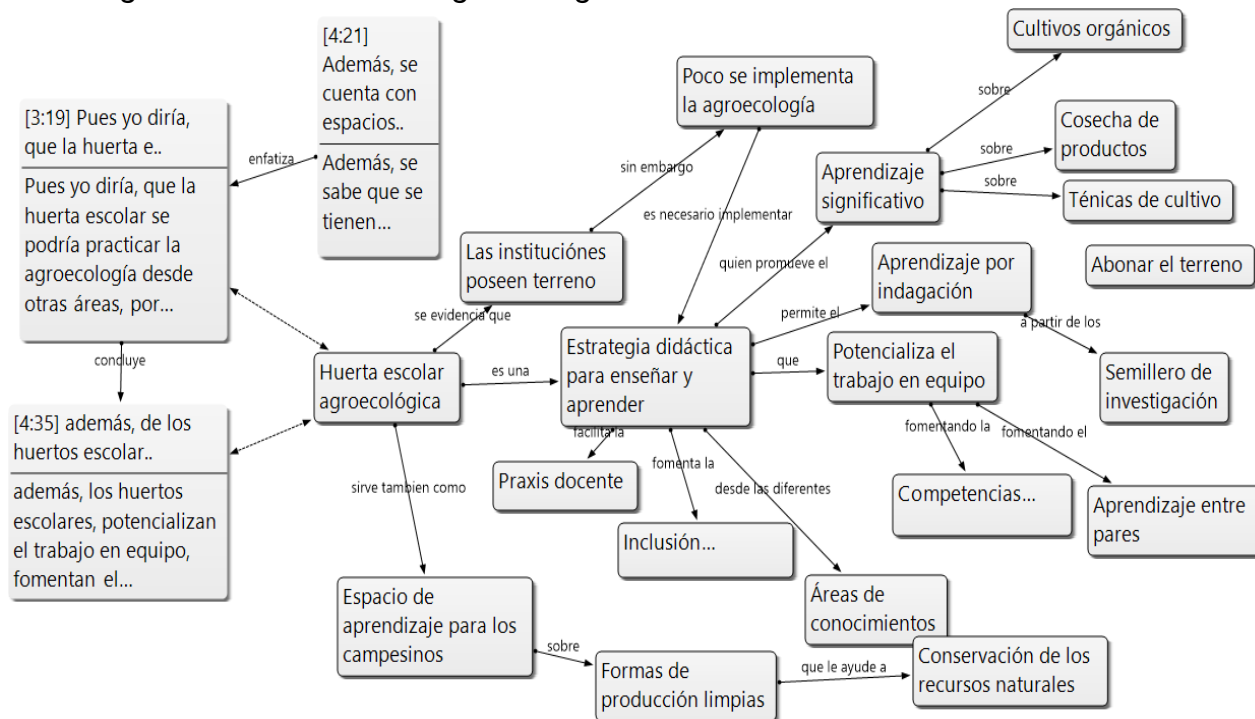 [4:21]
Además, se
cuenta con
espacios..
Además, se
sabe que se
tienen...
[3:19] Pues yo diría,
que la huerta e..
Pues yo diría, que la
huerta escolar se
podría practicar la
agroecología desde
otras áreas, por...
enfatiza
concluye
[4:35] además, de los
huertos escolar..
además, los huertos
escolares, potencializan
el trabajo en equipo,
fomentan el...
Huerta escolar
agroecológica
se evidencia que
Las instituciónes
poseen terreno
sin embargo
Poco se implementa
la agroecología
es necesario implementar
es una
Estrategia didáctica
para enseñar y
aprender
quien promueve el
Aprendizaje
significativo
sobre
Cultivos orgánicos
sobre
Cosecha de
productos
sobre
Ténicas de cultivo
Abonar el terreno
permite el
Aprendizaje por
indagación
a partir de los
Semillero de
investigación
que
Potencializa el
trabajo en equipo
fomentando la
Competencias...
fomentando el
Aprendizaje entre
pares
facilita la
Praxis docente
fomenta la
Inclusión...
desde las diferentes
Áreas de
conocimientos
sirve tambien como
Espacio de
aprendizaje para los
campesinos
sobre
Formas de
producción limpias
que le ayude a
Conservación de los
recursos naturales